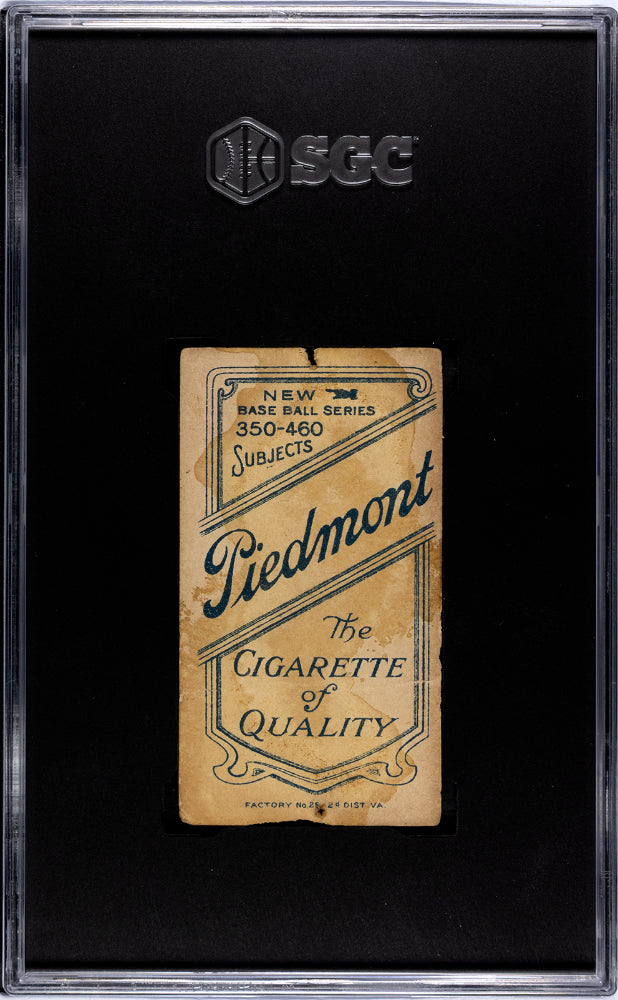 SGC
NEW
BASE BALL SERIES
350-460
SUBJECTS
Piedmont
The
CIGARETTE
of
QUALITY
FACTORY No. 25 2d DIST. VA.